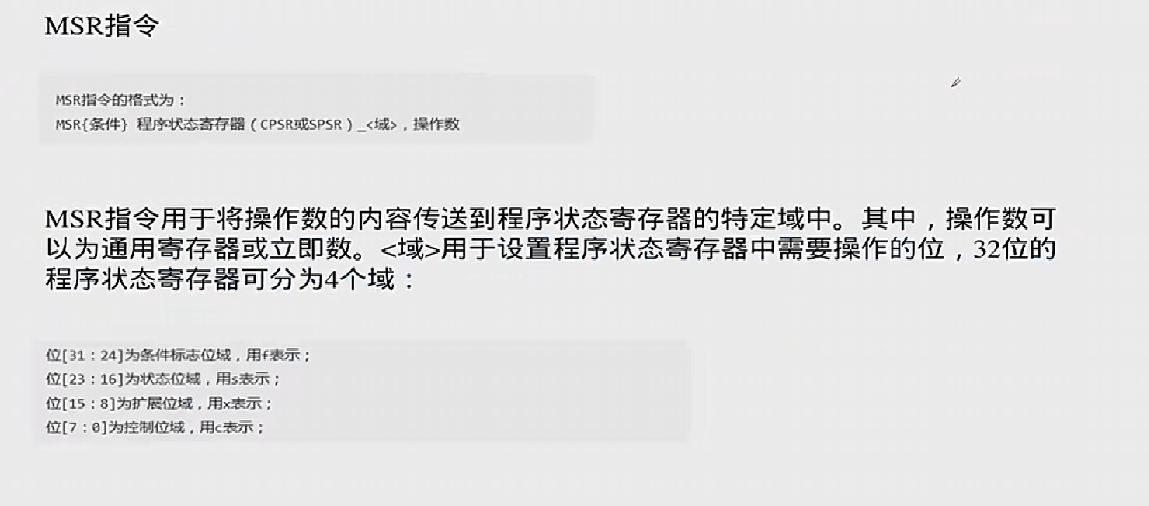 MSR指令
MSR指令的格式为：
MSR{条件} 程序状态寄存器（CPSR或SPSR）_<域>，操作数
MSR指令用于将操作数的内容传送到程序状态寄存器的特定域中。其中，操作数可
以为通用寄存器或立即数。<域>用于设置程序状态寄存器中需要操作的位，32位的
程序状态寄存器可分为4个域：
位[31：24]为条件标志位域，用f表示；
位[23：16]为状态位域，用s表示；
位[15：8]为扩展位域，用x表示；
位[7：0]为控制位域，用c表示；